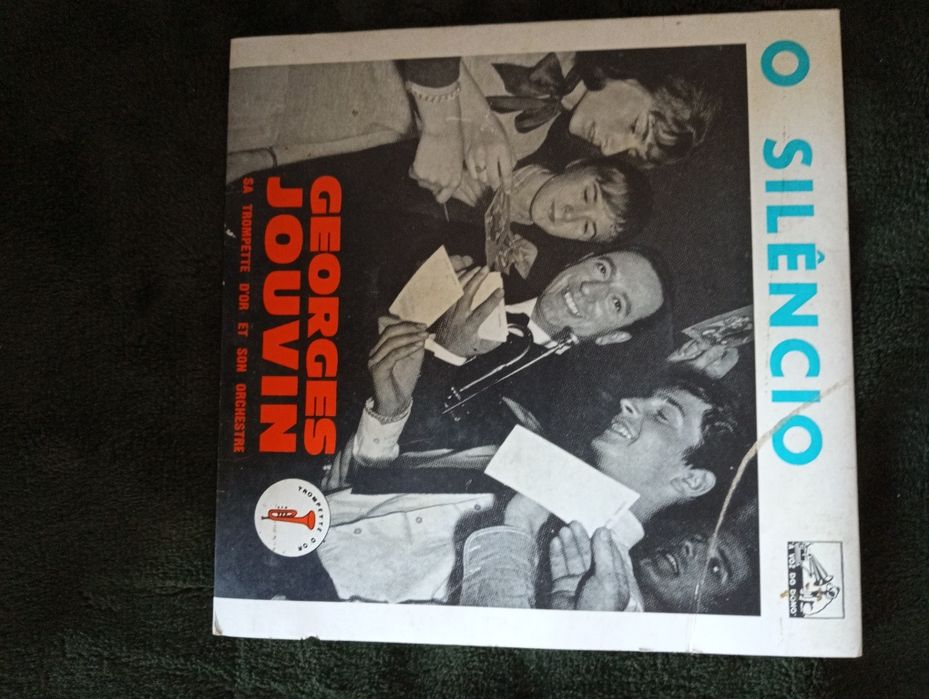 O SILÊNCIO
A VOZ DO DONO
GEORGES
JOUVIN
SA TROMPETTE D'OR ET SON ORCHESTRE
TROMPETTE D'OR